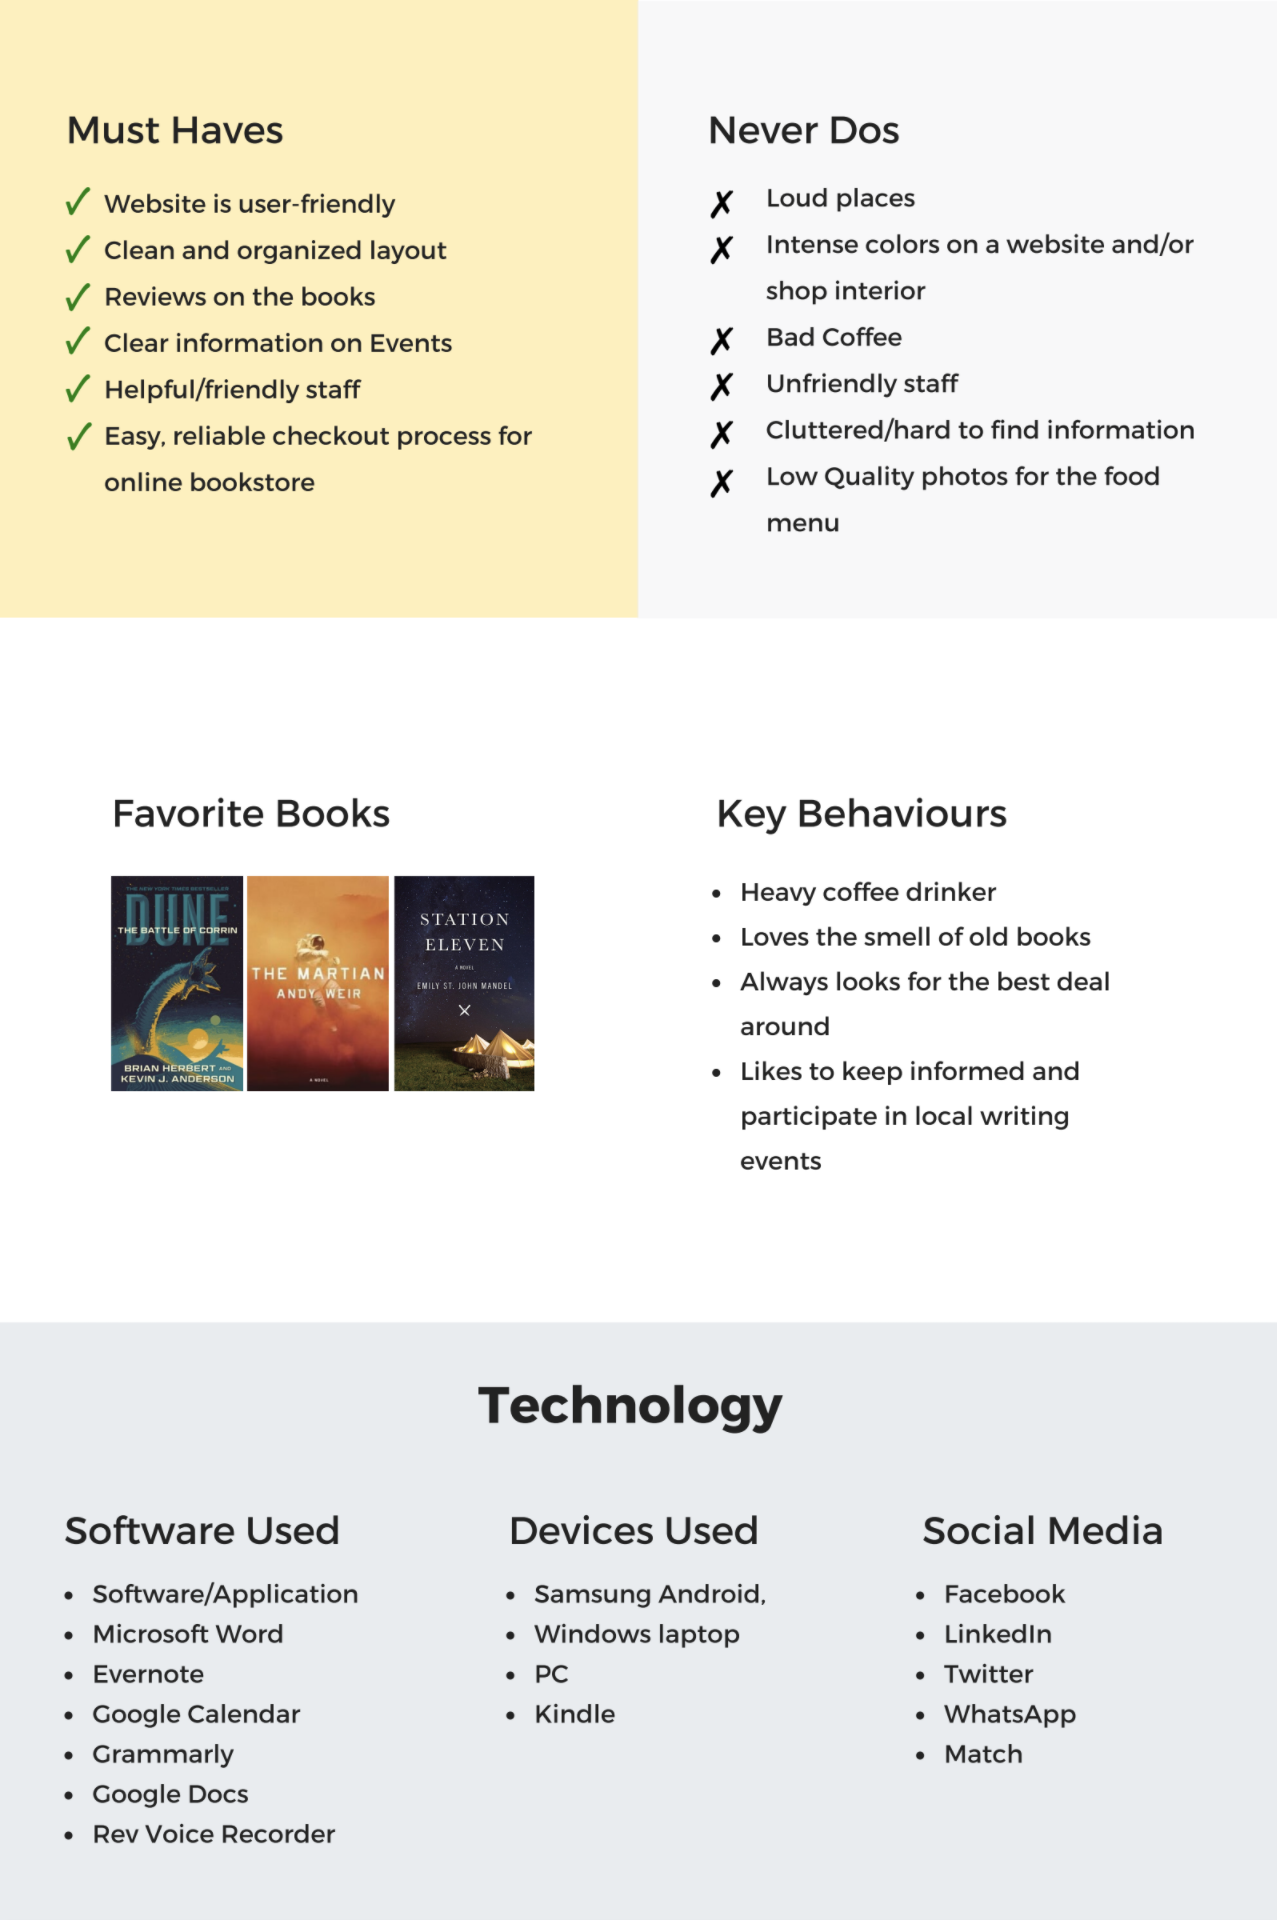 Must Haves
✓ Website is user-friendly
✓ Clean and organized layout
✓ Reviews on the books
✓ Clear information on Events
✓ Helpful/friendly staff
✓ Easy, reliable checkout process for
online bookstore
Never Dos
✗ Loud places
✗ Intense colors on a website and/or
shop interior
✗ Bad Coffee
✗ Unfriendly staff
✗ Cluttered/hard to find information
✗ Low Quality photos for the food
menu
Favorite Books
THE NEW YORK TIMES BESTSELLER
DUNE
THE BATTLE OF CORRIN
BRIAN HERBERT AND
KEVIN J. ANDERSON
THE MARTIAN
ANDY WEIR
A NOVEL
STATION
ELEVEN
A NOVEL
EMILY ST. JOHN MANDEL
Key Behaviours
• Heavy coffee drinker
• Loves the smell of old books
• Always looks for the best deal
around
• Likes to keep informed and
participate in local writing
events
Technology
Software Used
• Software/Application
• Microsoft Word
• Evernote
• Google Calendar
• Grammarly
• Google Docs
• Rev Voice Recorder
Devices Used
• Samsung Android,
• Windows laptop
• PC
• Kindle
Social Media
• Facebook
• LinkedIn
• Twitter
• WhatsApp
• Match